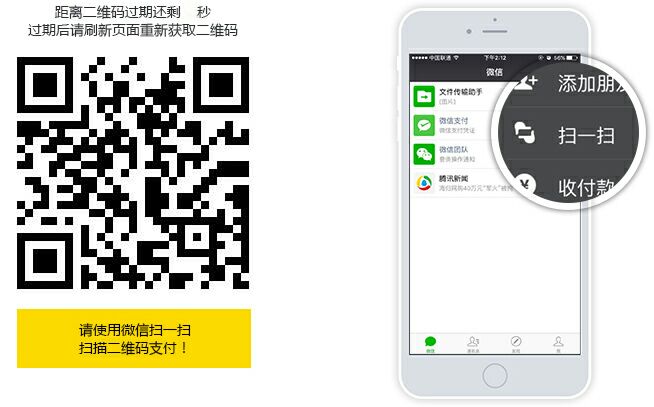 距离二维码过期还剩 秒
过期后请刷新页面重新获取二维码
请使用微信扫一扫
扫描二维码支付！
中国联通
下午2:12
56%
微信
文件传输助手
[图片]
微信支付
微信支付凭证
微信团队
登录操作通知
腾讯新闻
添加朋友
扫一扫
收付款
微信
通讯录
发现
我